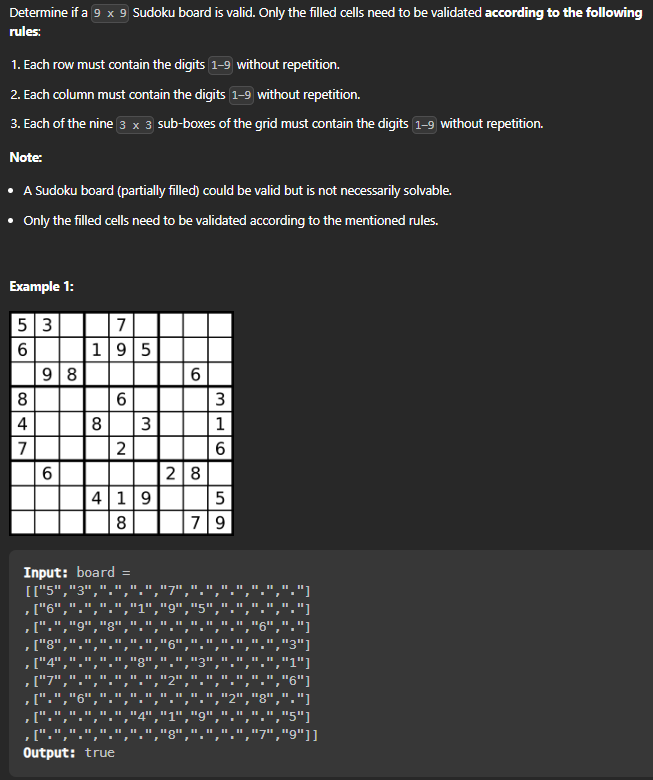 Determine if a 9 x 9 Sudoku board is valid. Only the filled cells need to be validated according to the following
rules:
1. Each row must contain the digits 1-9 without repetition.
2. Each column must contain the digits 1-9 without repetition.
3. Each of the nine 3 x 3 sub-boxes of the grid must contain the digits 1-9 without repetition.
Note:
• A Sudoku board (partially filled) could be valid but is not necessarily solvable.
• Only the filled cells need to be validated according to the mentioned rules.
Example 1:
5 3 7
6 1 9 5
9 8 6
8 6 3
4 8 3 1
7 2 6
6 2 8
4 1 9 5
8 7 9
Input: board =
[["5","3",".",".","7",".",".",".","."]
,["6",".",".","1","9","5",".",".","."]
,[".","9","8",".",".",".",".","6","."]
,["8",".",".",".","6",".",".",".","3"]
,["4",".",".","8",".","3",".",".","1"]
,["7",".",".",".","2",".",".",".","6"]
,[".","6",".",".",".",".","2","8","."]
,[".",".",".","4","1","9",".",".","5"]
,[".",".",".",".","8",".",".","7","9"]]
Output: true